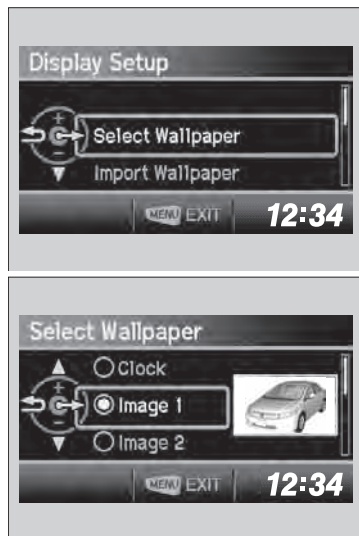 Display Setup
+
Select Wallpaper
−
Import Wallpaper
MENU EXIT
12:34
Select Wallpaper
Clock
+
Image 1
−
Image 2
MENU EXIT
12:34